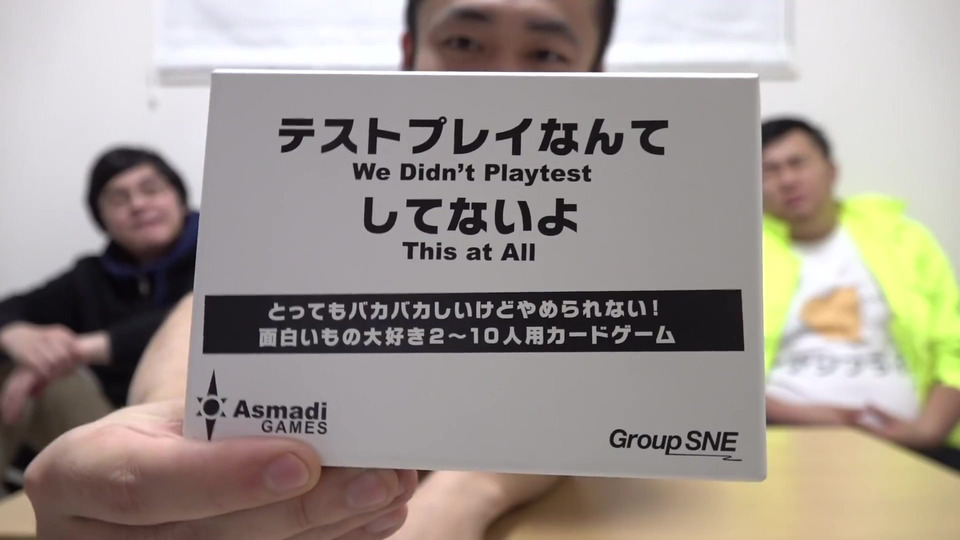 テストプレイなんて
We Didn't Playtest
してないよ
This at All
とってもバカバカしいけどやめられない!
面白いもの大好き2〜10人用カードゲーム
Asmadi
GAMES
Group SNE